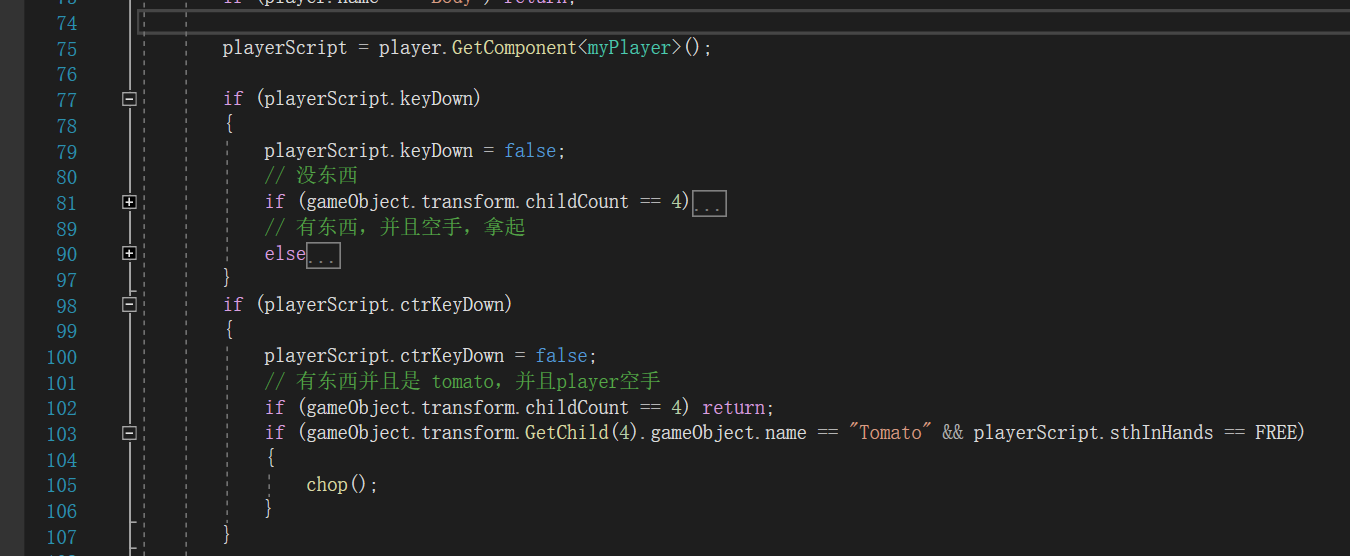 74
75 playerScript = player.GetComponent<myPlayer>();
76
77 if (playerScript.keyDown)
78 {
79 playerScript.keyDown = false;
80 // 没东西
81 if (gameObject.transform.childCount == 4)...
89 // 有东西，并且空手，拿起
90 else...
97 }
98 if (playerScript.ctrKeyDown)
99 {
100 playerScript.ctrKeyDown = false;
101 // 有东西并且是 tomato，并且player空手
102 if (gameObject.transform.childCount == 4) return;
103 if (gameObject.transform.GetChild(4).gameObject.name == "Tomato" && playerScript.sthInHands == FREE)
104 {
105 chop();
106 }
107 }